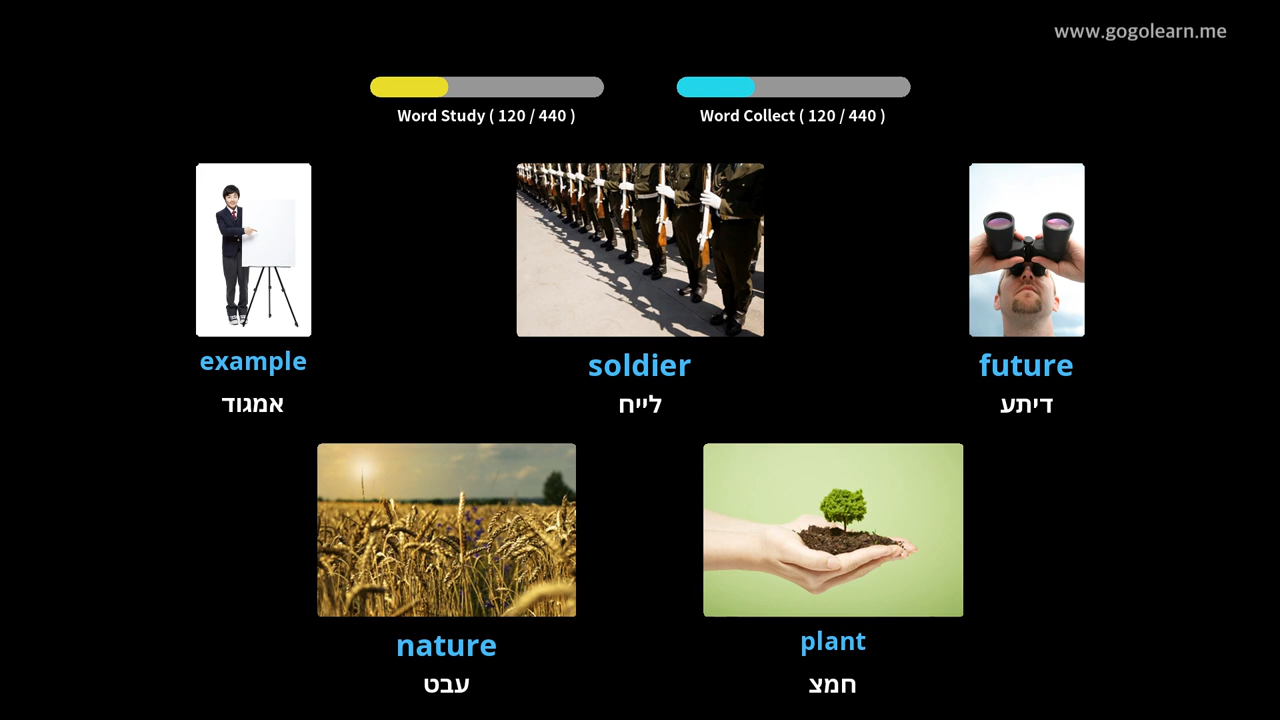 www.gogolearn.me
Word Study ( 120 / 440 )
Word Collect ( 120 / 440 )
example
אמגוד
soldier
לייח
future
דיתע
nature
עבט
plant
חמצ